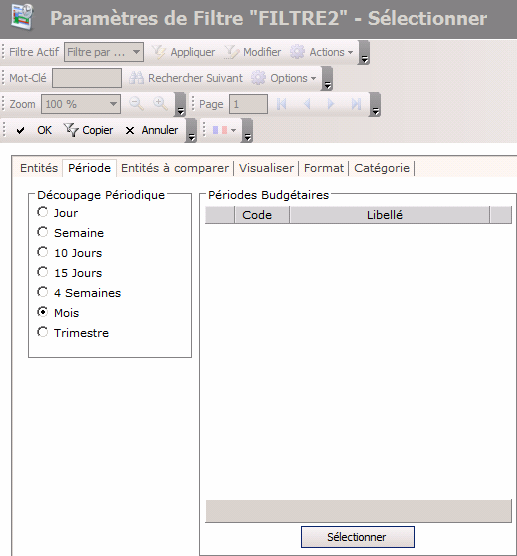 Paramètres de Filtre "FILTRE2" - Sélectionner
Filtre Actif Filtre par ... Appliquer Modifier Actions
Mot-Clé Rechercher Suivant Options
Zoom 100 % Page 1
OK Copier Annuler
Entités Période Entités à comparer Visualiser Format Catégorie
Découpage Périodique
Jour
Semaine
10 Jours
15 Jours
4 Semaines
Mois
Trimestre
Périodes Budgétaires
Code Libellé
Sélectionner